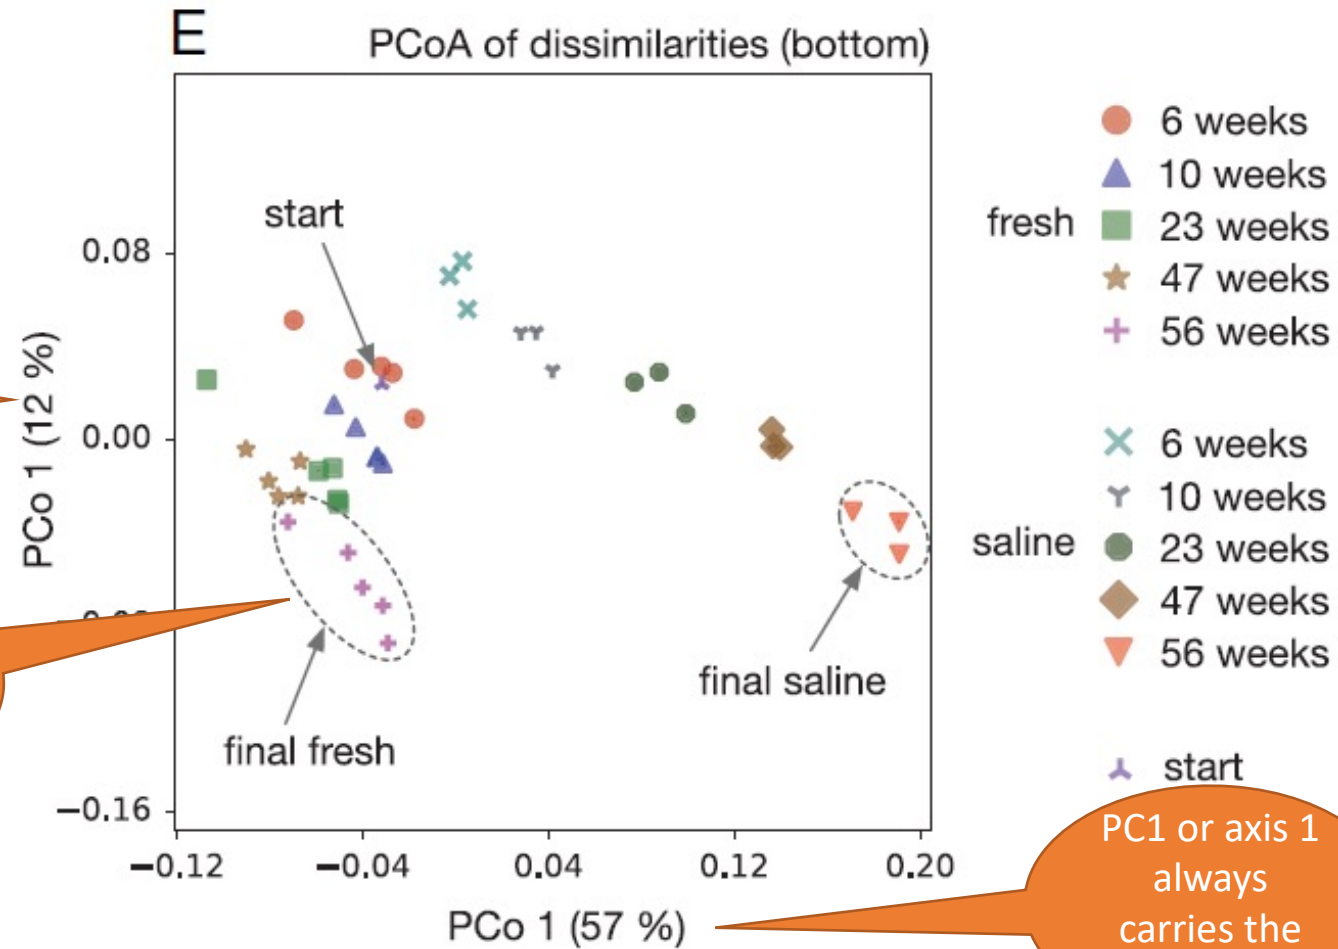 E
PCoA of dissimilarities (bottom)
start
0.08
0.00
−0.16
PCo 1 (12 %)
final fresh
final saline
−0.12
−0.04
0.04
0.12
0.20
PCo 1 (57 %)
fresh
6 weeks
10 weeks
23 weeks
47 weeks
56 weeks
saline
6 weeks
10 weeks
23 weeks
47 weeks
56 weeks
start
PC1 or axis 1
always
carries the